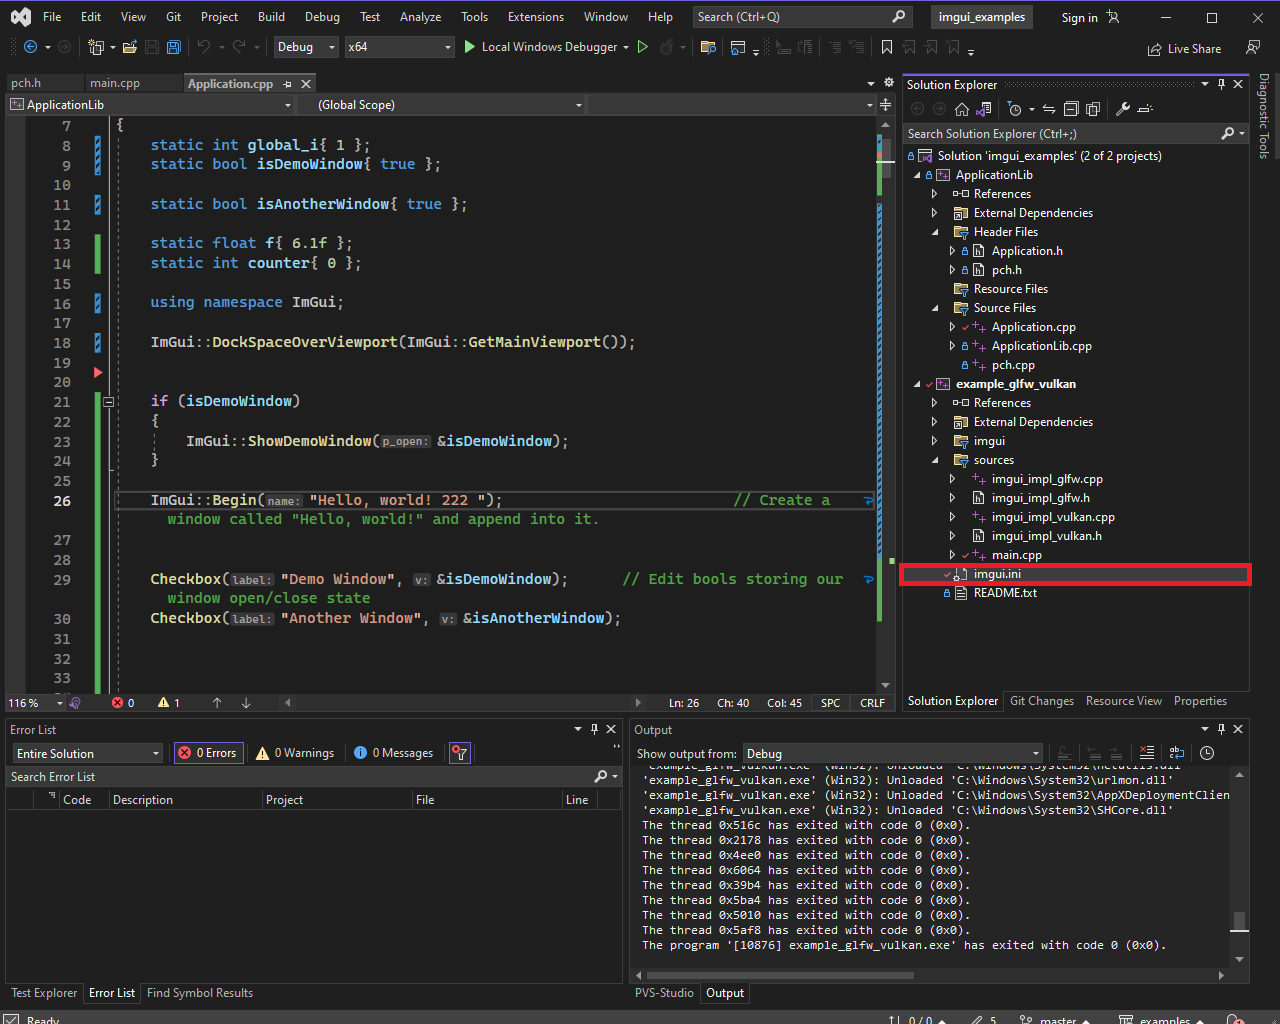 File Edit View Git Project Build Debug Test Analyze Tools Extensions Window Help Search (Ctrl+Q) imgui_examples Sign in
Debug x64 Local Windows Debugger Live Share
pch.h main.cpp Application.cpp
ApplicationLib (Global Scope)
7 {
8 static int global_i{ 1 };
9 static bool isDemoWindow{ true };
10
11 static bool isAnotherWindow{ true };
12
13 static float f{ 6.1f };
14 static int counter{ 0 };
15
16 using namespace ImGui;
17
18 ImGui::DockSpaceOverViewport(ImGui::GetMainViewport());
19
20
21 if (isDemoWindow)
22 {
23 ImGui::ShowDemoWindow(p_open: &isDemoWindow);
24 }
25
26 ImGui::Begin(name: "Hello, world! 222 "); // Create a
window called "Hello, world!" and append into it.
27
28
29 Checkbox(label: "Demo Window", v: &isDemoWindow); // Edit bools storing our
window open/close state
30 Checkbox(label: "Another Window", v: &isAnotherWindow);
31
32
33
116 % 0 1 Ln: 26 Ch: 40 Col: 45 SPC CRLF
Solution Explorer
Search Solution Explorer (Ctrl+;)
Solution 'imgui_examples' (2 of 2 projects)
ApplicationLib
References
External Dependencies
Header Files
Application.h
pch.h
Resource Files
Source Files
Application.cpp
ApplicationLib.cpp
pch.cpp
example_glfw_vulkan
References
External Dependencies
imgui
sources
imgui_impl_glfw.cpp
imgui_impl_glfw.h
imgui_impl_vulkan.cpp
imgui_impl_vulkan.h
main.cpp
imgui.ini
README.txt
Solution Explorer Git Changes Resource View Properties
Diagnostic Tools
Error List
Entire Solution 0 Errors 0 Warnings 0 Messages
Search Error List
Code Description Project File Line
Test Explorer Error List Find Symbol Results
Output
Show output from: Debug
'example_glfw_vulkan.exe' (Win32): Unloaded 'C:\Windows\System32\netutils.dll'
'example_glfw_vulkan.exe' (Win32): Unloaded 'C:\Windows\System32\urlmon.dll'
'example_glfw_vulkan.exe' (Win32): Unloaded 'C:\Windows\System32\AppXDeploymentClien
'example_glfw_vulkan.exe' (Win32): Unloaded 'C:\Windows\System32\SHCore.dll'
The thread 0x516c has exited with code 0 (0x0).
The thread 0x2178 has exited with code 0 (0x0).
The thread 0x4ee0 has exited with code 0 (0x0).
The thread 0x6064 has exited with code 0 (0x0).
The thread 0x39b4 has exited with code 0 (0x0).
The thread 0x5ba4 has exited with code 0 (0x0).
The thread 0x5010 has exited with code 0 (0x0).
The thread 0x5af8 has exited with code 0 (0x0).
The program '[10876] example_glfw_vulkan.exe' has exited with code 0 (0x0).
PVS-Studio Output
Ready 0 / 0 5 master examples